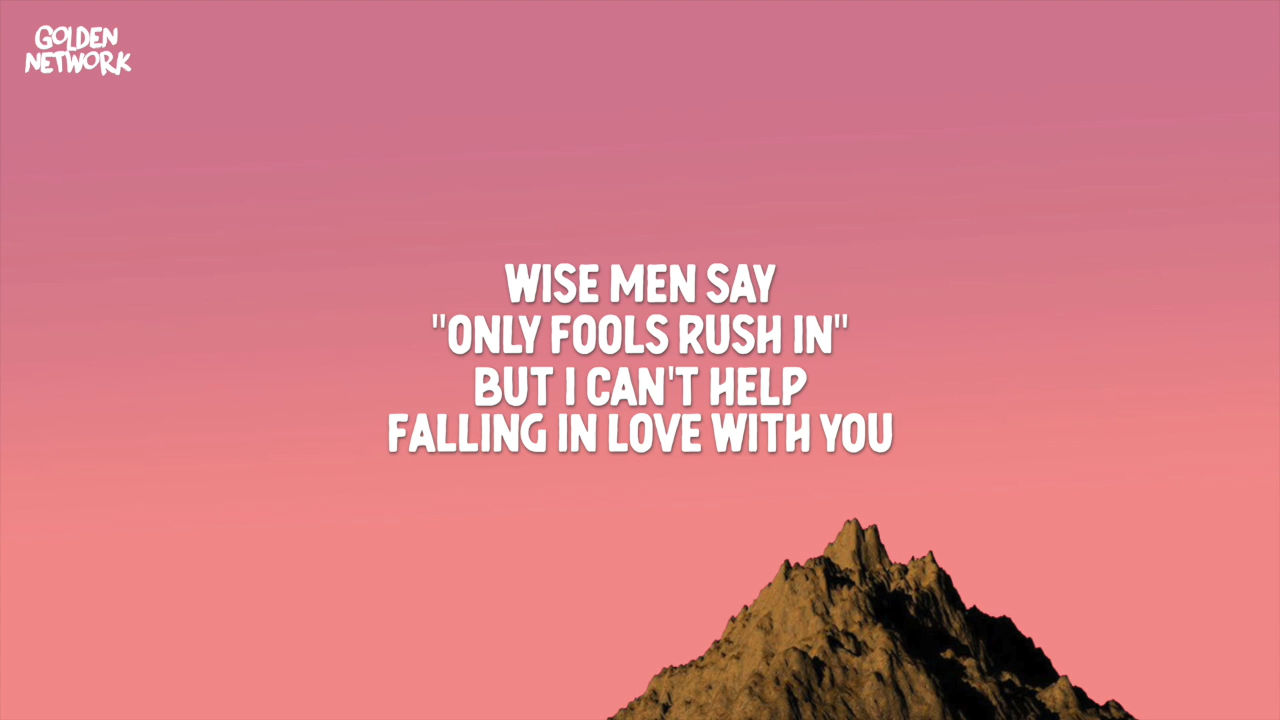 GOLDEN
NETWORK
WISE MEN SAY
"ONLY FOOLS RUSH IN"
BUT I CAN'T HELP
FALLING IN LOVE WITH YOU